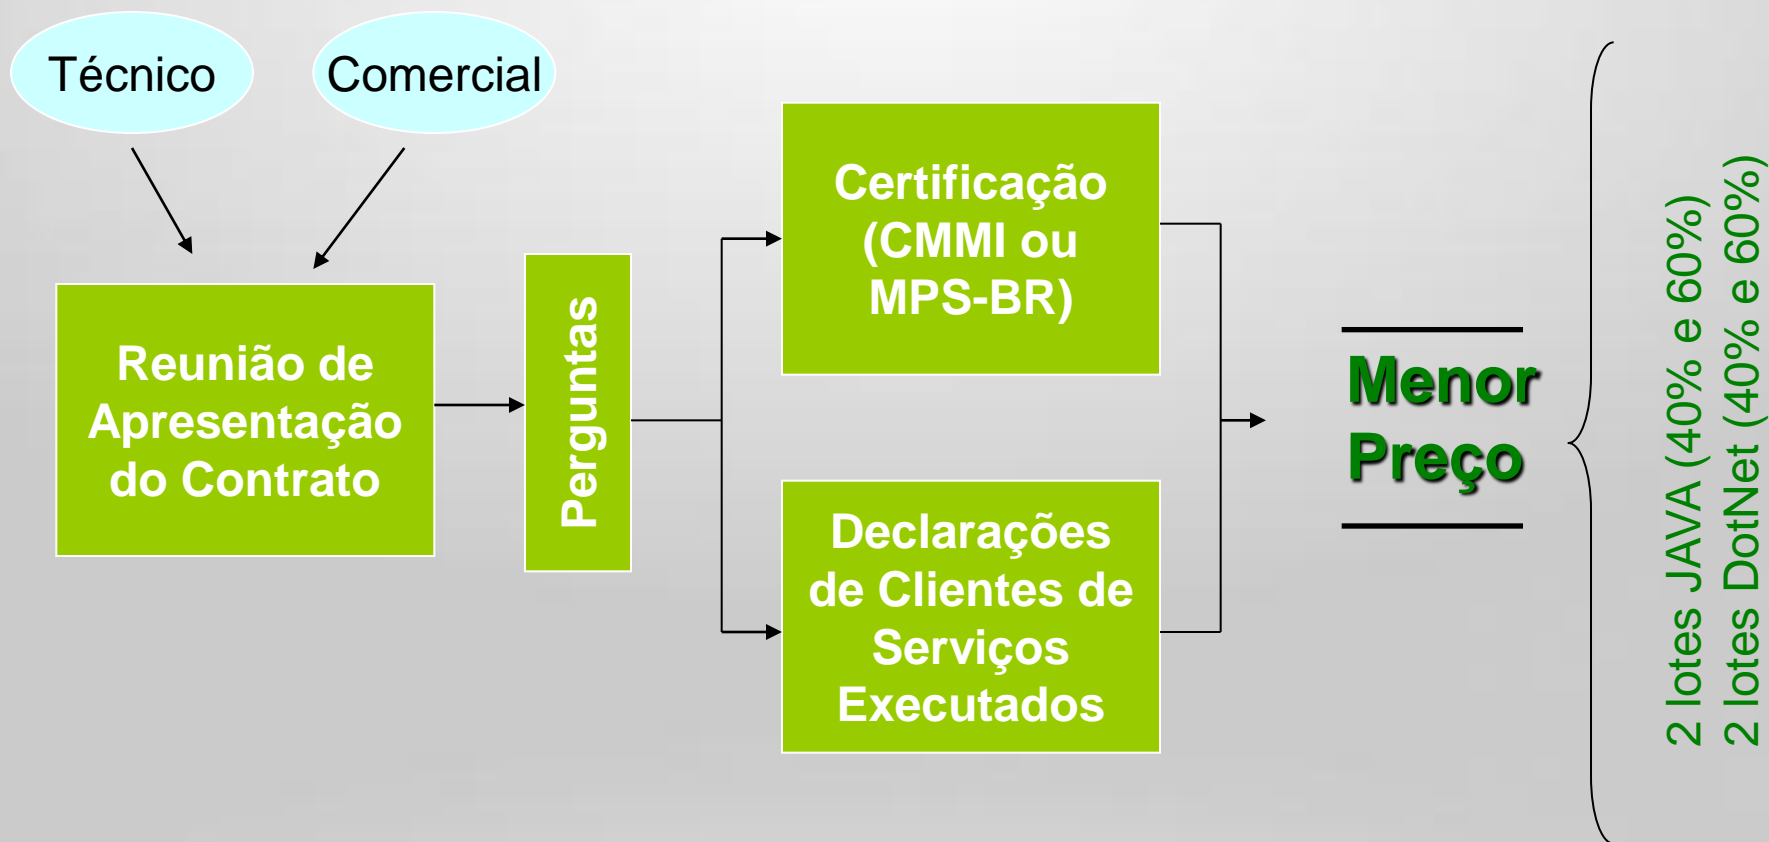 Técnico
Comercial
Reunião de
Apresentação
do Contrato
Perguntas
Certificação
(CMMI ou
MPS-BR)
Declarações
de Clientes de
Serviços
Executados
Menor
Preço
2 lotes JAVA (40% e 60%)
2 lotes DotNet (40% e 60%)